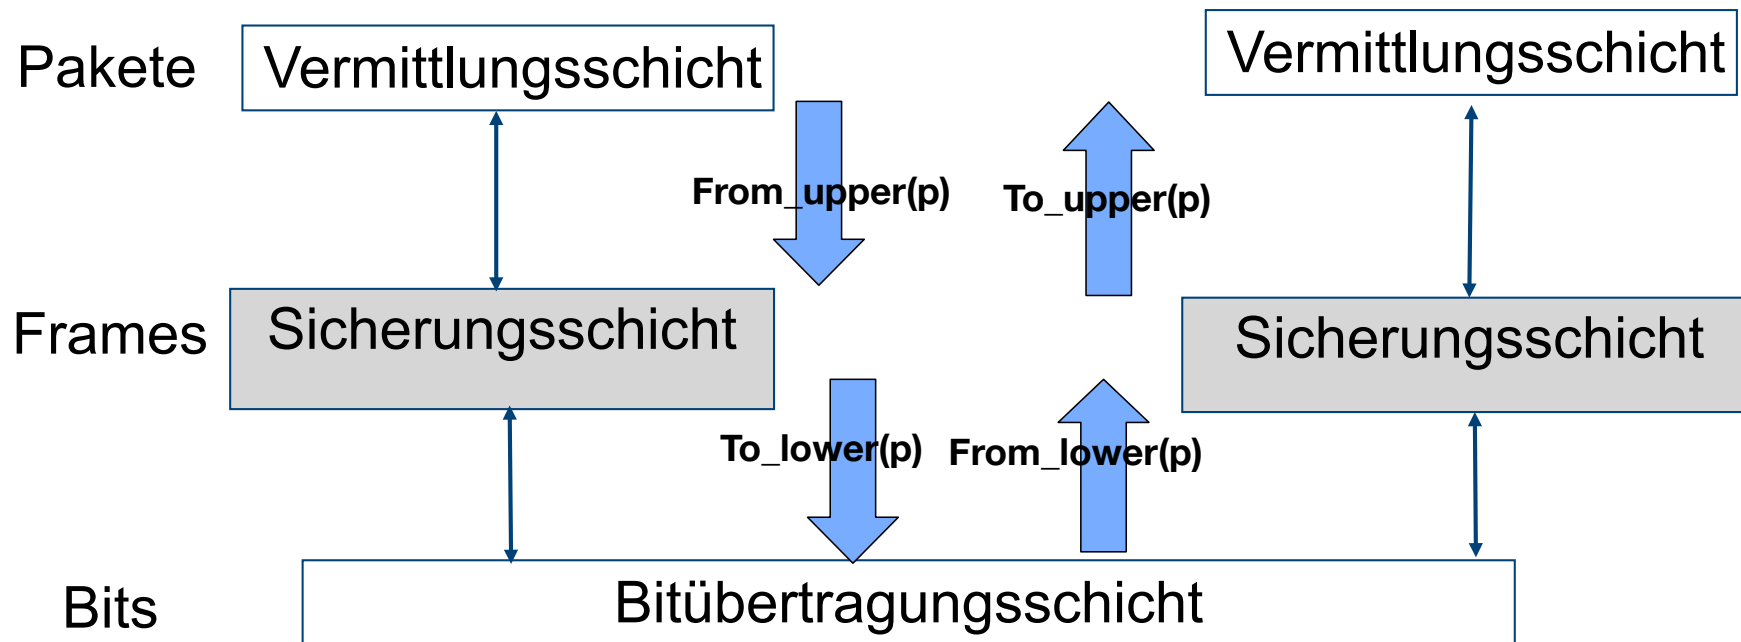 Pakete
Vermittlungsschicht
Vermittlungsschicht
From_upper(p)
To_upper(p)
Frames
Sicherungsschicht
Sicherungsschicht
To_lower(p)
From_lower(p)
Bits
Bitübertragungsschicht